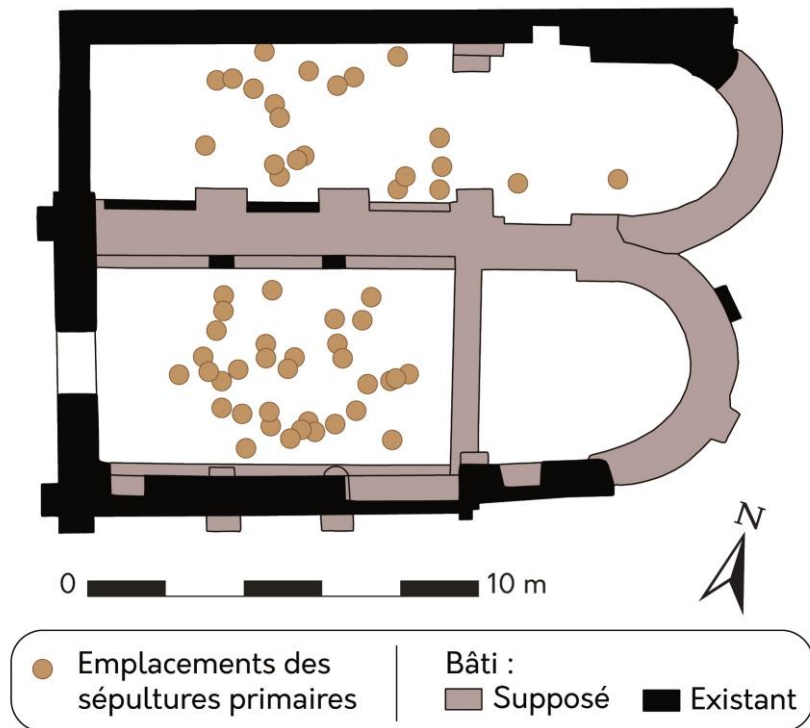 N
0 10 m
Emplacements des
sépultures primaires
Bâti :
Supposé Existant